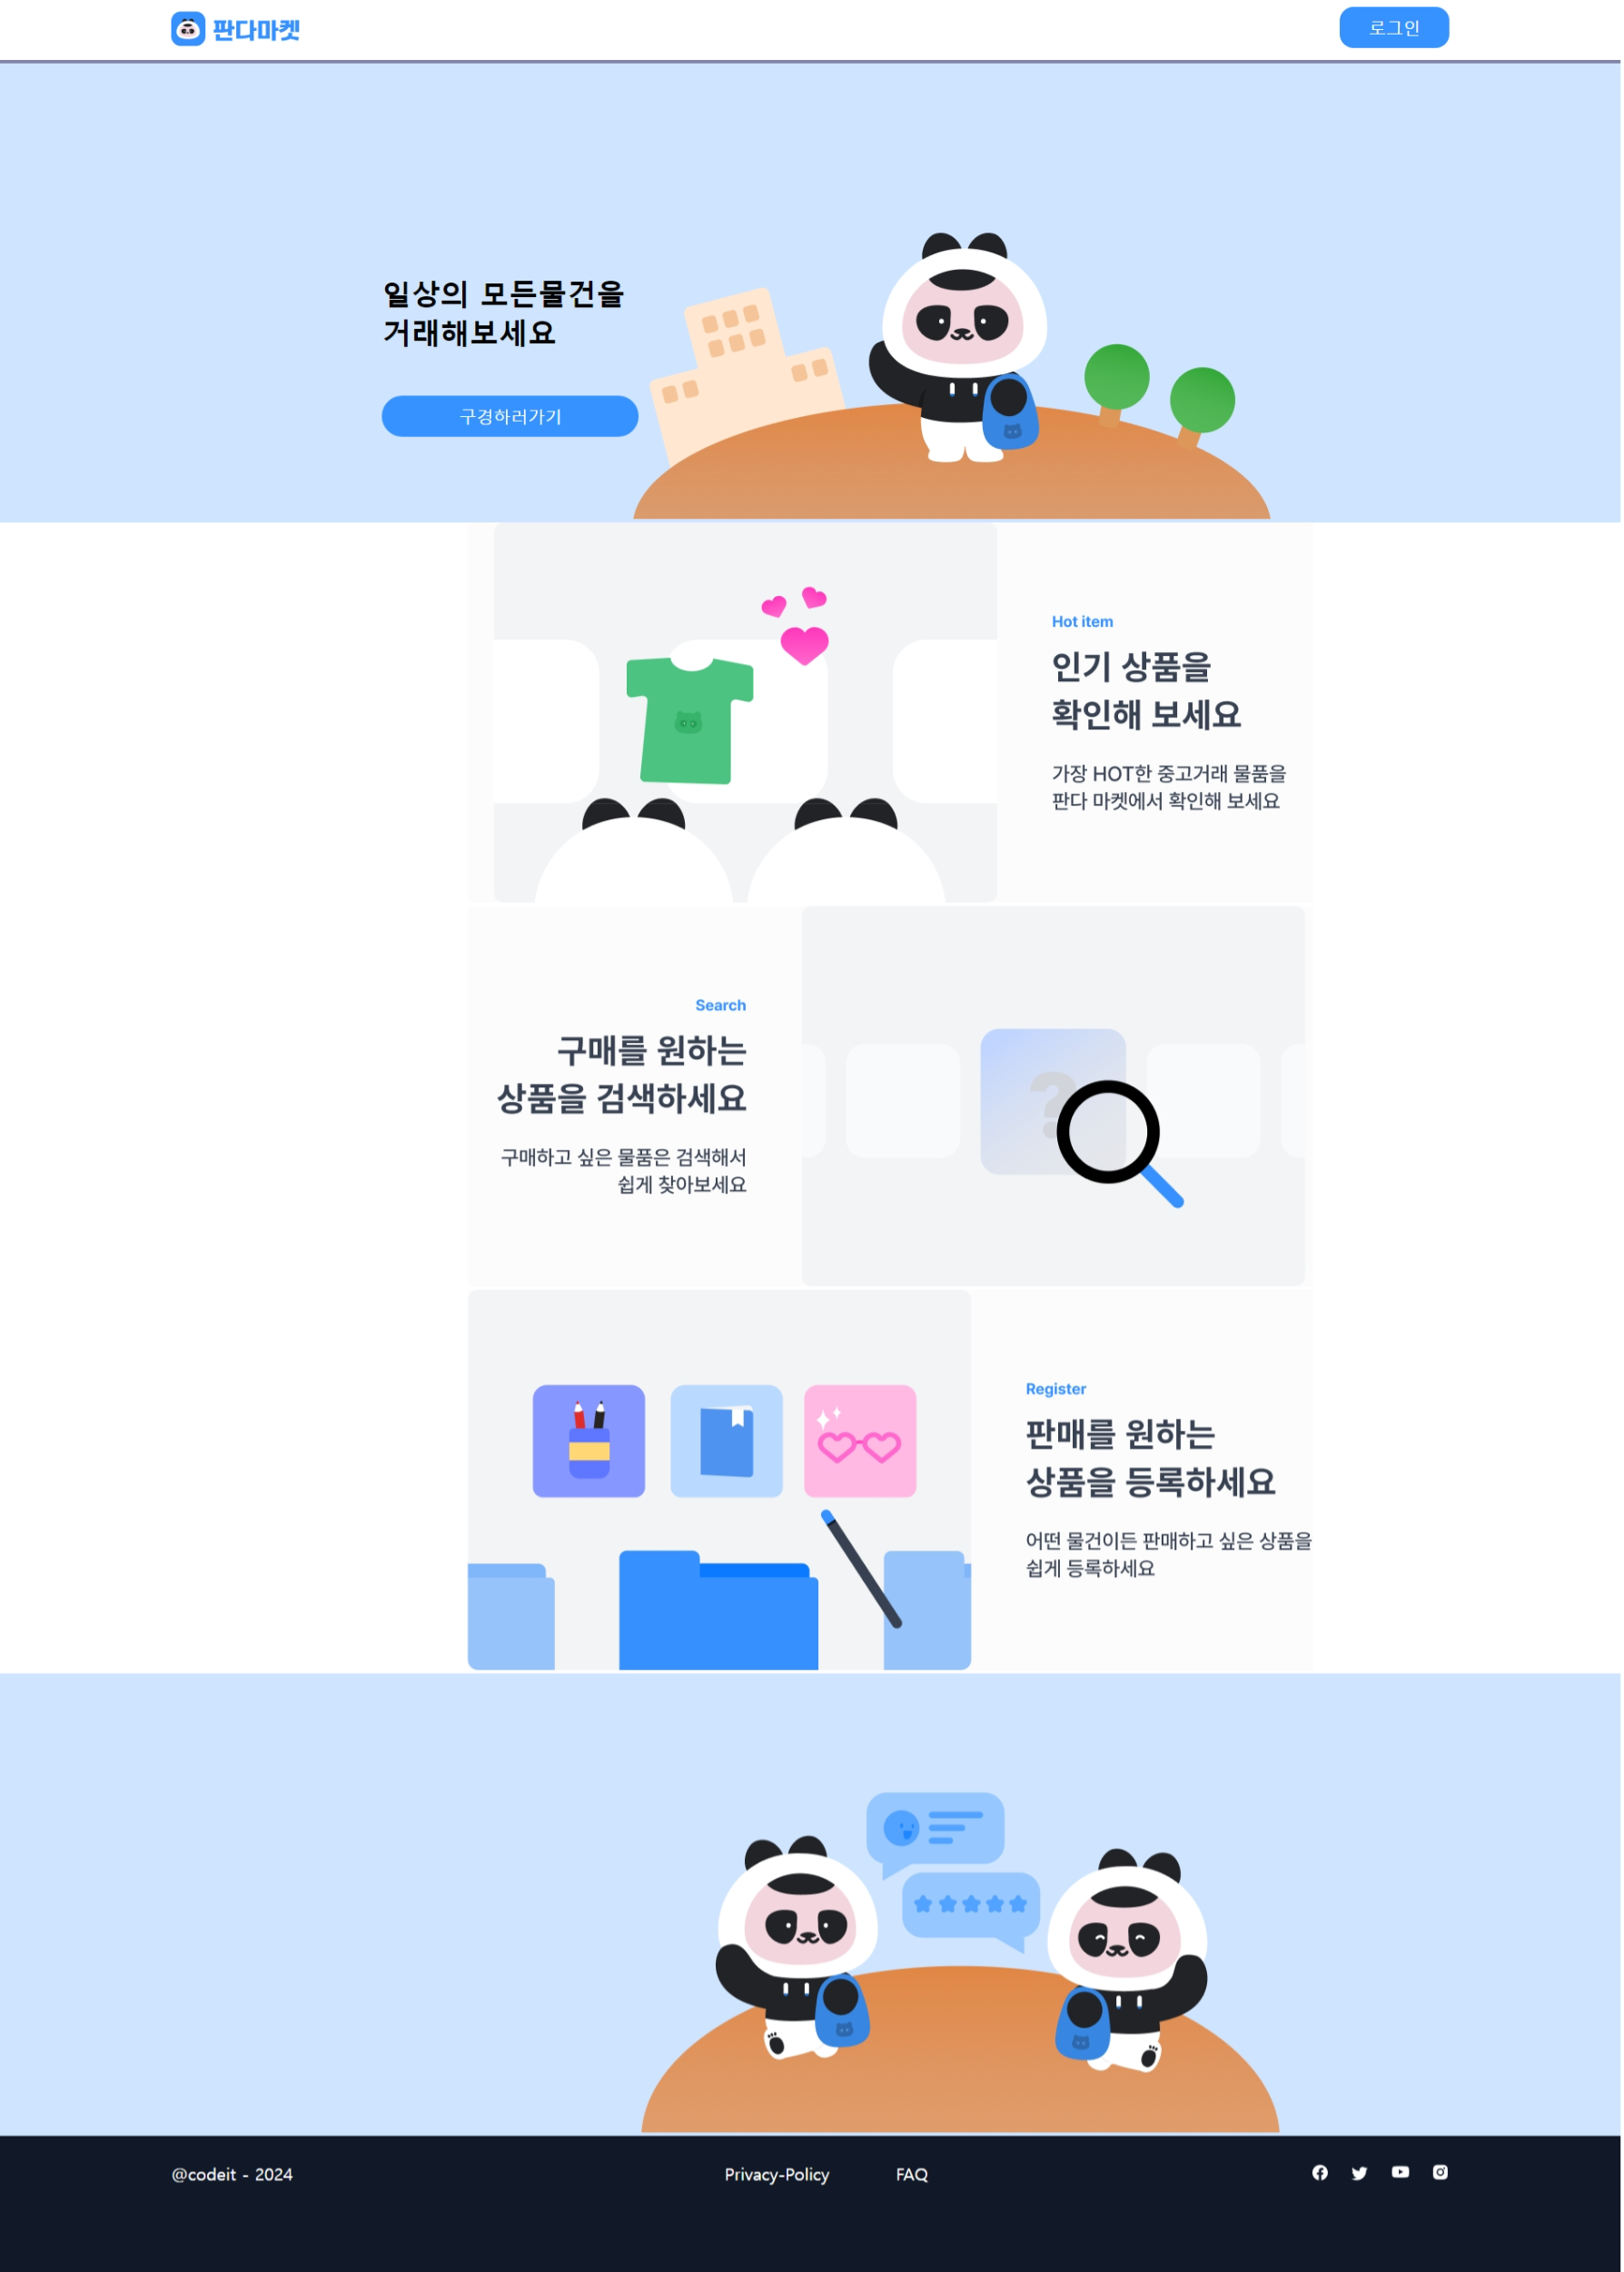 판다마켓
로그인
일상의 모든물건을
거래해보세요
구경하러가기
Hot item
인기 상품을
확인해 보세요
가장 HOT한 중고거래 물품을
판다 마켓에서 확인해 보세요
Search
구매를 원하는
상품을 검색하세요
구매하고 싶은 물품은 검색해서
쉽게 찾아보세요
?
Register
판매를 원하는
상품을 등록하세요
어떤 물건이든 판매하고 싶은 상품을
쉽게 등록하세요
@codeit - 2024
Privacy-Policy
FAQ